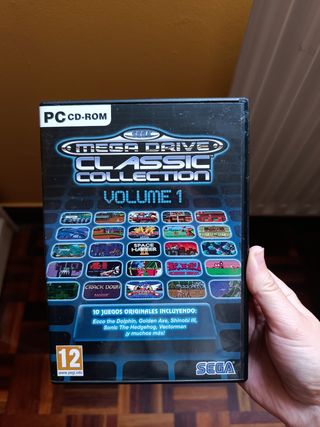 PC CD-ROM
SEGA
MEGA DRIVE
CLASSIC
COLLECTION
VOLUME 1
SPACE
HARRIER
II
CRACK DOWN
10 JUEGOS ORIGINALES INCLUYENDO:
Ecco the Dolphin, Golden Axe, Shinobi III,
Sonic The Hedgehog, Vectorman
¡y muchos más!
12
www.pegi.info
SEGA